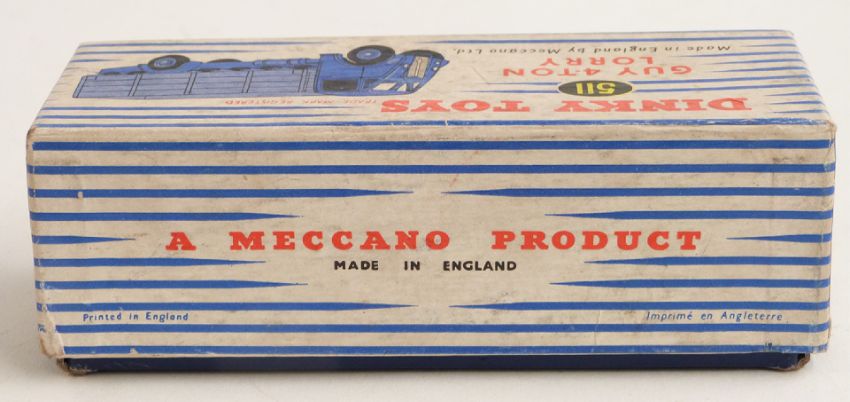 Made in England by Meccano Ltd.
GUY 4-TON
LORRY
511
DINKY TOYS
TRADE MARK REGISTERED
A MECCANO PRODUCT
MADE IN ENGLAND
Printed in England
Imprimé en Angleterre